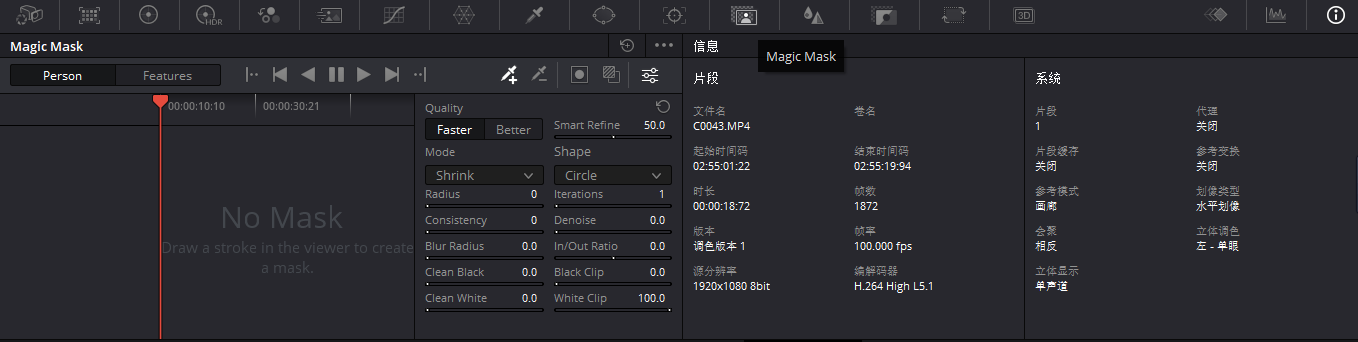 HDR
3D
Magic Mask
信息
Magic Mask
Person
Features
片段
系统
00:00:10:10
00:00:30:21
Quality
Faster
Better
Smart Refine
50.0
Mode
Shape
Shrink
Circle
Radius
0
Iterations
1
Consistency
0
Denoise
0.0
Blur Radius
0.0
In/Out Ratio
0.0
Clean Black
0.0
Black Clip
0.0
Clean White
0.0
White Clip
100.0
No Mask
Draw a stroke in the viewer to create
a mask.
文件名
卷名
C0043.MP4
起始时间码
结束时间码
02:55:01:22
02:55:19:94
时长
帧数
00:00:18:72
1872
版本
帧率
调色版本 1
100.000 fps
源分辨率
编解码器
1920x1080 8bit
H.264 High L5.1
片段
代理
1
关闭
片段缓存
参考变换
关闭
关闭
参考模式
划像类型
画廊
水平划像
会聚
立体调色
相反
左 - 单眼
立体显示
单声道